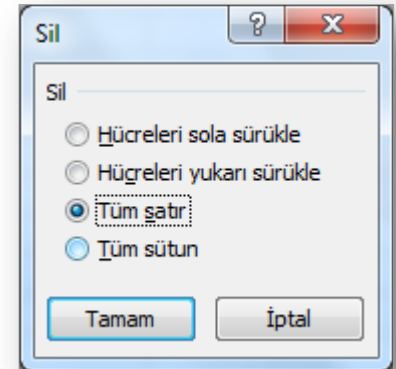 Sil
Sil
Hücreleri sola sürükle
Hücreleri yukarı sürükle
Tüm satır
Tüm sütun
Tamam İptal